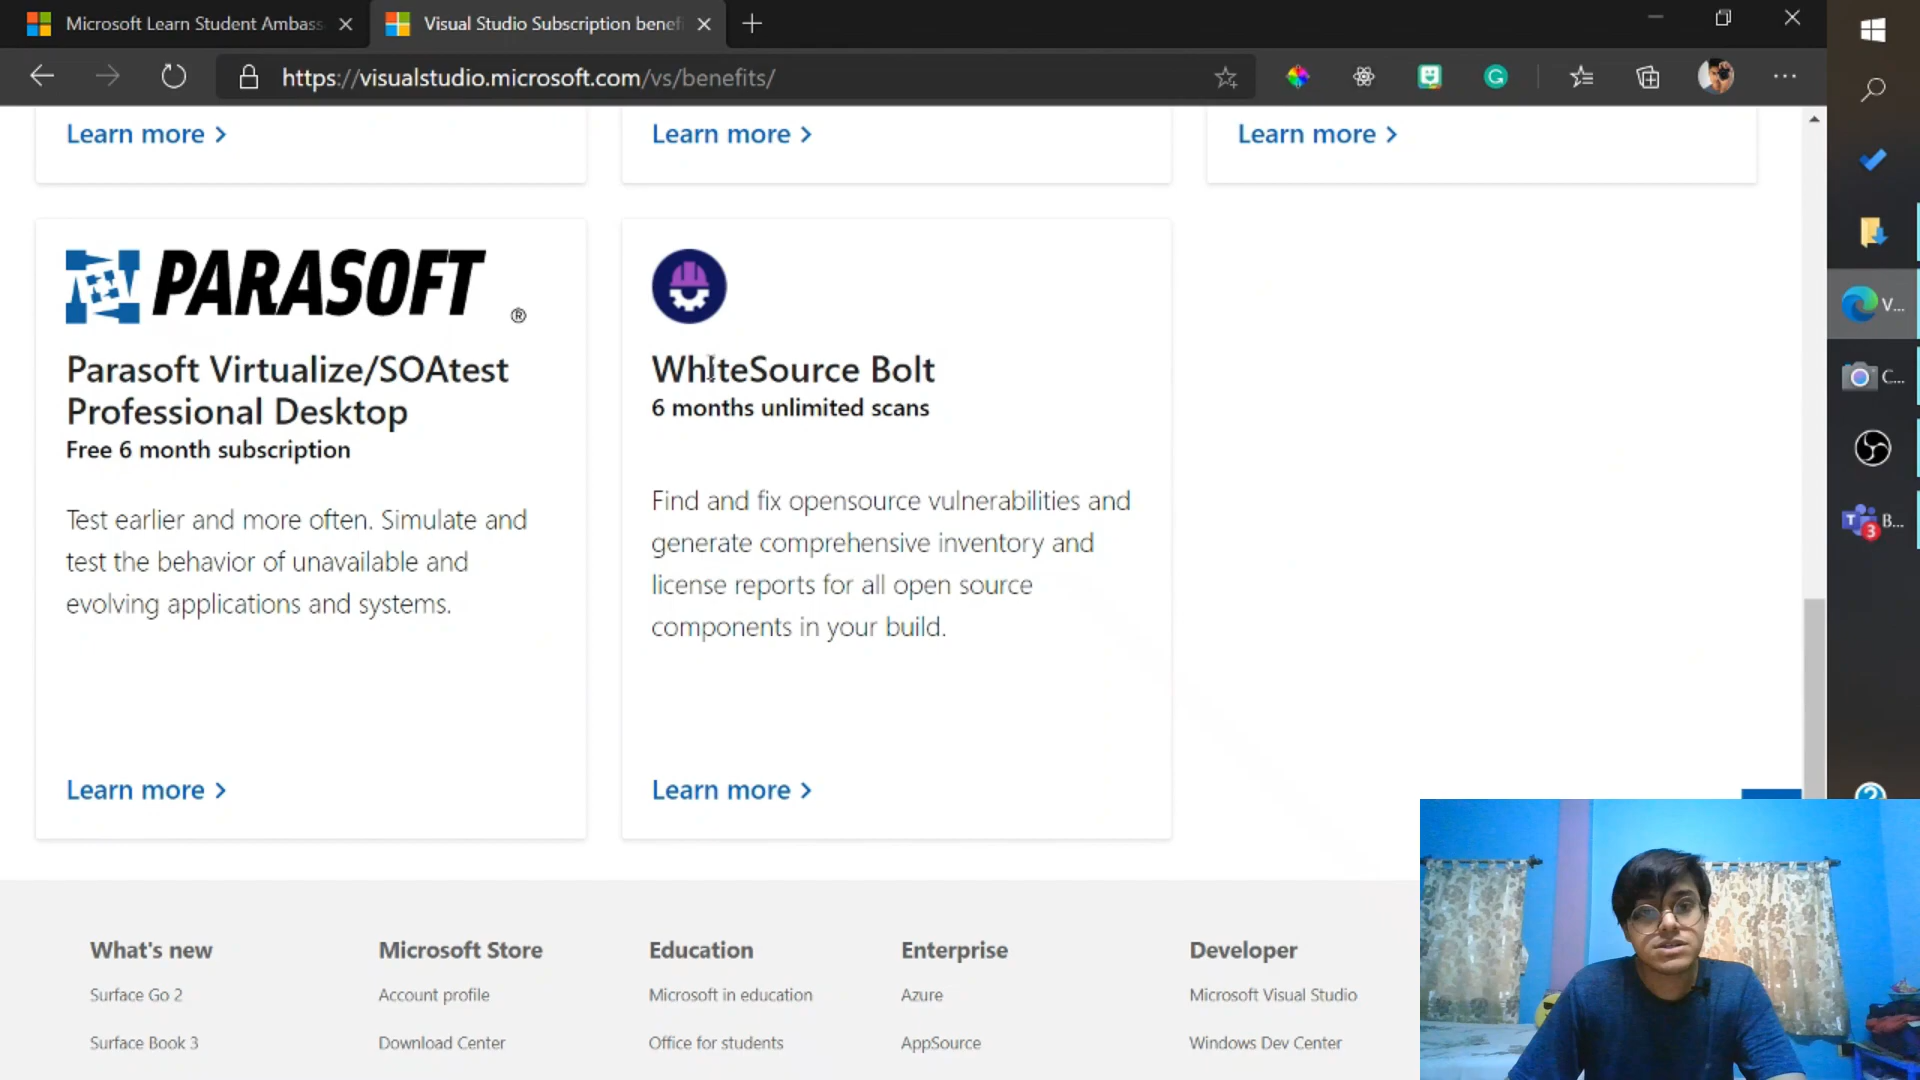 Microsoft Learn Student Ambass
Visual Studio Subscription benef
https://visualstudio.microsoft.com/vs/benefits/
Learn more
Learn more
Learn more
PARASOFT ®
Parasoft Virtualize/SOAtest
Professional Desktop
Free 6 month subscription
Test earlier and more often. Simulate and
test the behavior of unavailable and
evolving applications and systems.
Learn more
WhiteSource Bolt
6 months unlimited scans
Find and fix opensource vulnerabilities and
generate comprehensive inventory and
license reports for all open source
components in your build.
Learn more
V...
C...
T 3 B...
What's new
Surface Go 2
Surface Book 3
Microsoft Store
Account profile
Download Center
Education
Microsoft in education
Office for students
Enterprise
Azure
AppSource
Developer
Microsoft Visual Studio
Windows Dev Center